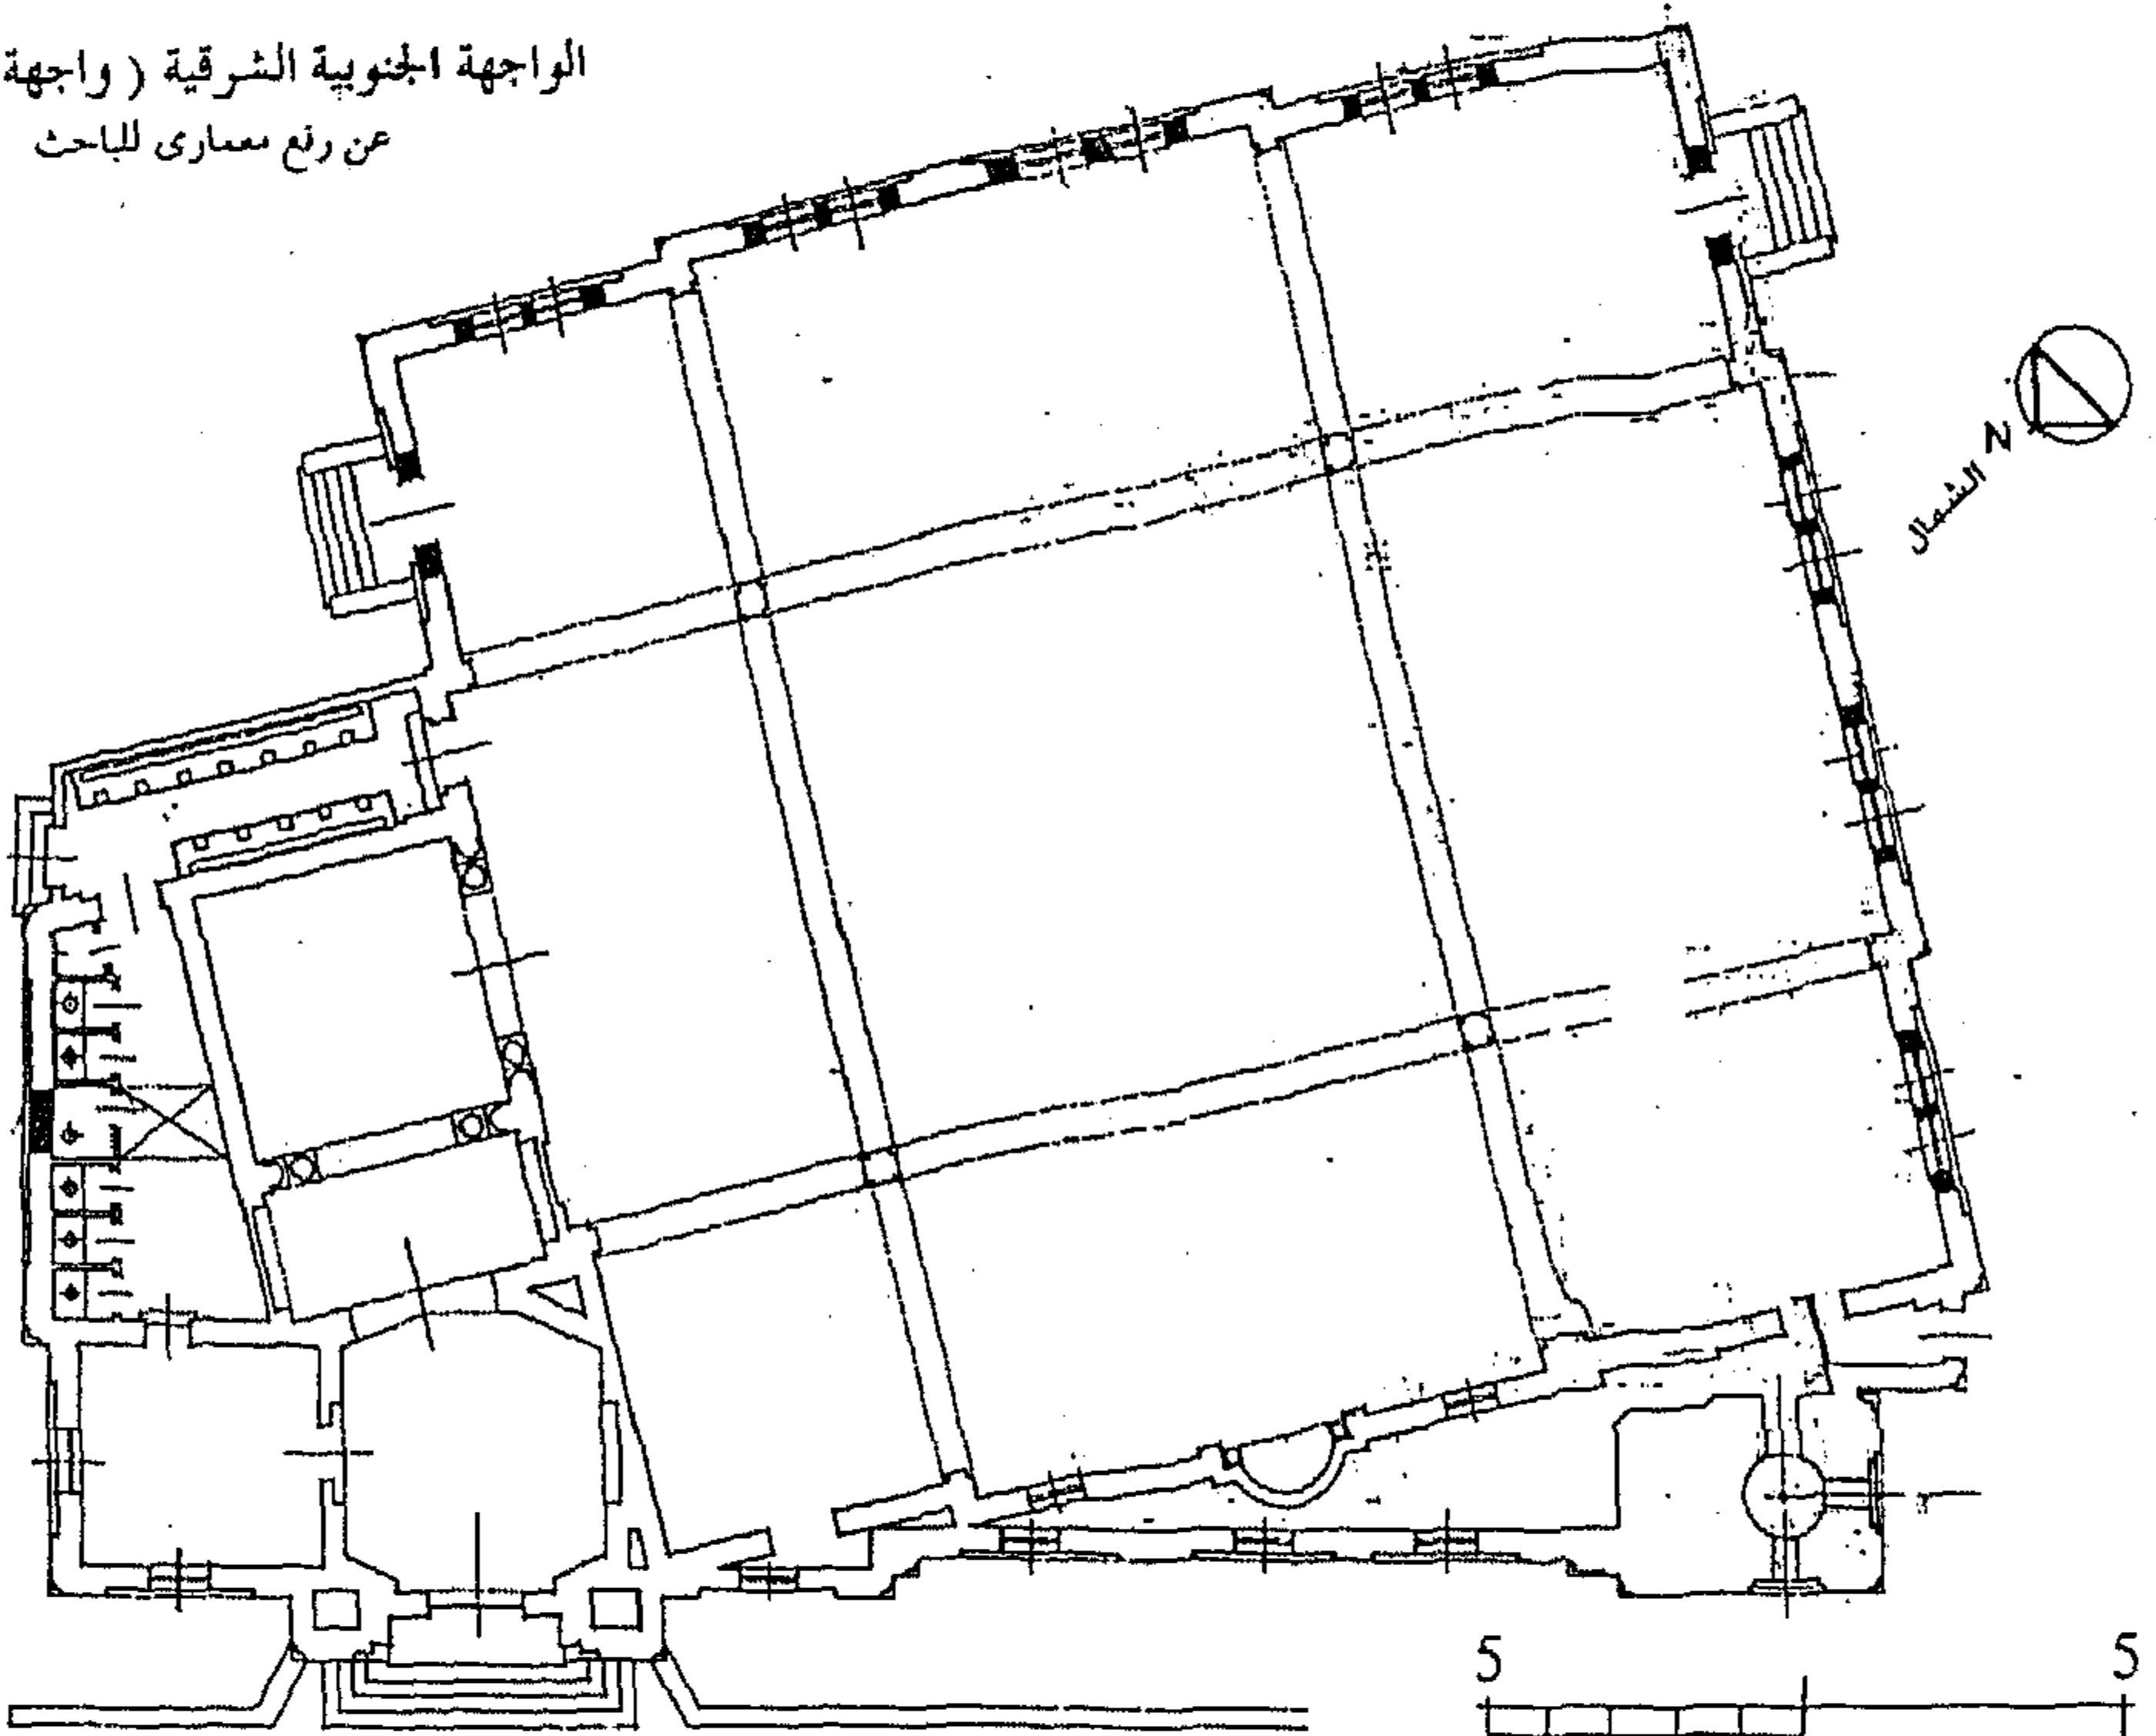 الواجهة الجنوبية الشرقية ( واجهة
عن رفع معمارى للباحث
N
الشمال
5 5